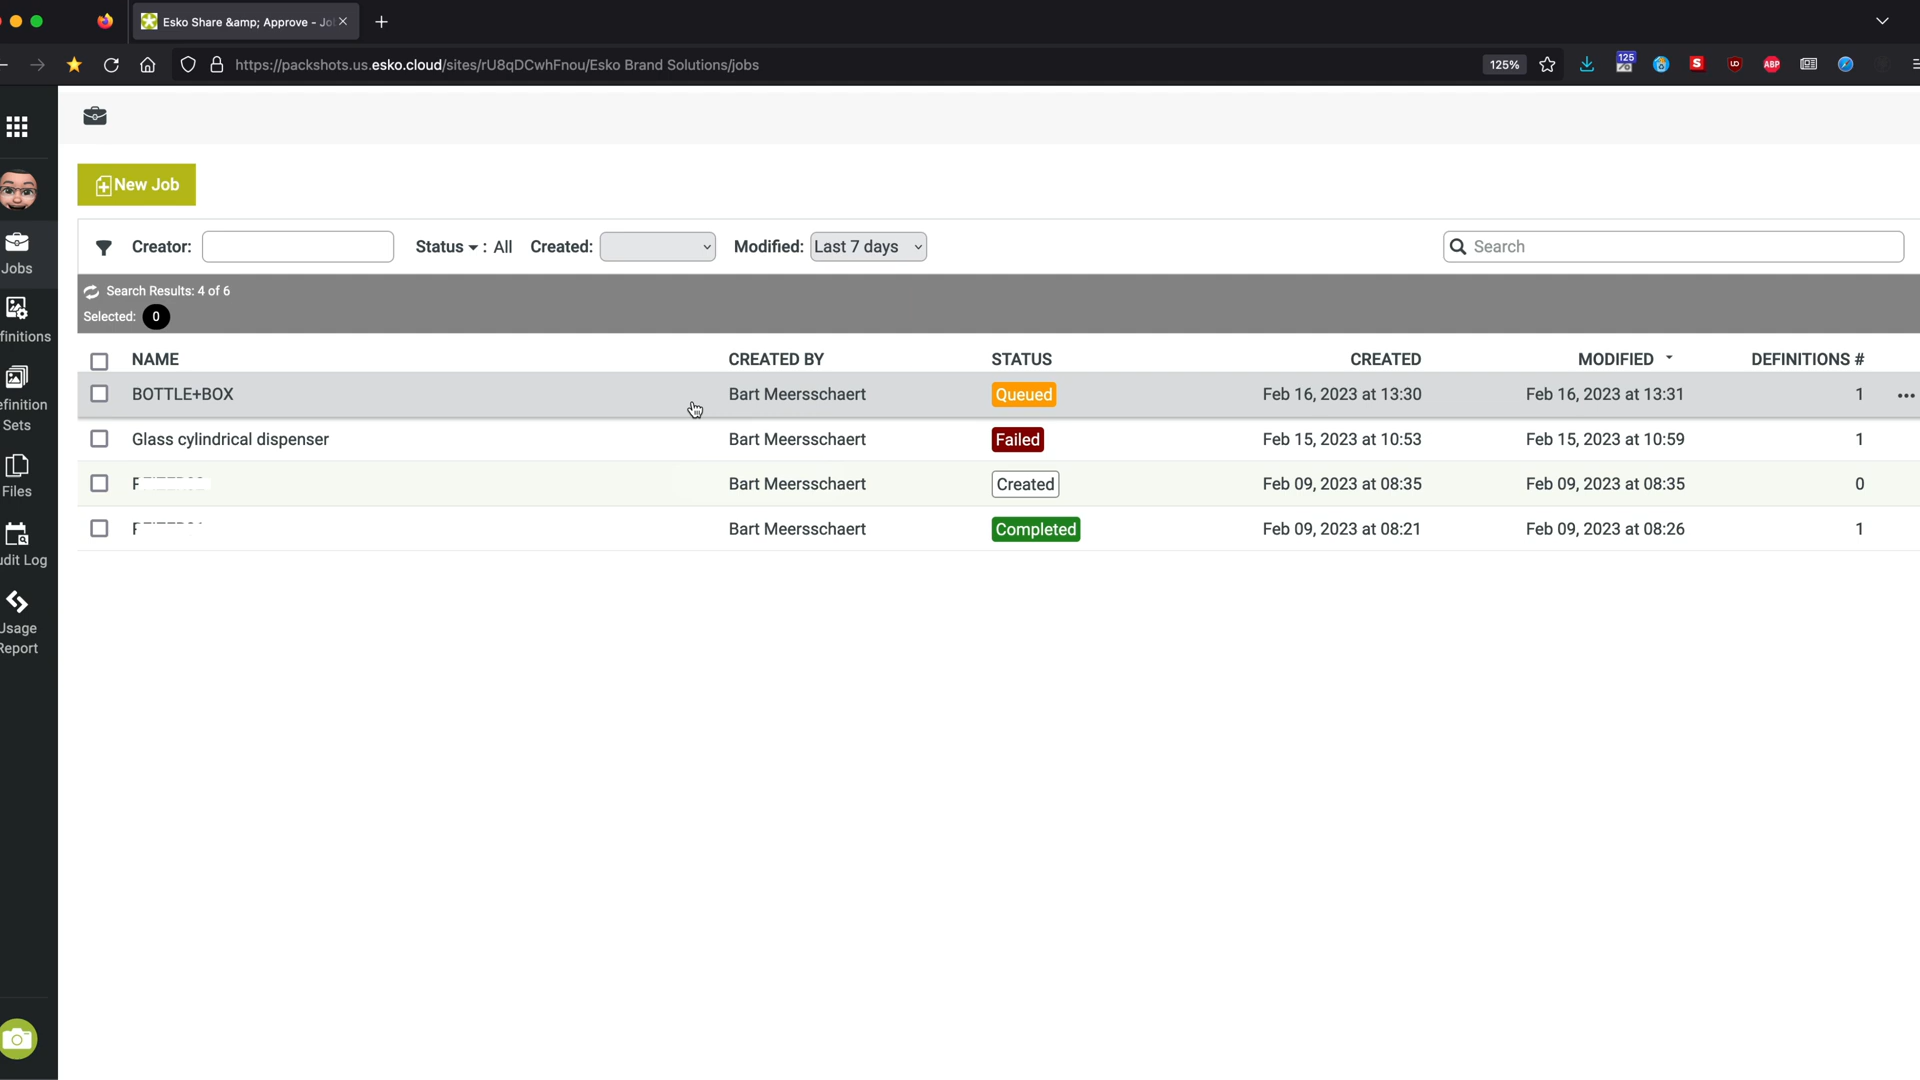 Esko Share &amp; Approve - Jo
https://packshots.us.esko.cloud/sites/rU8qDCwhFnou/Esko Brand Solutions/jobs
125%
125
S
ABP
New Job
Creator:
Status : All
Created:
Modified: Last 7 days
Search
Search Results: 4 of 6
Selected: 0
NAME CREATED BY STATUS CREATED MODIFIED DEFINITIONS #
BOTTLE+BOX Bart Meersschaert Queued Feb 16, 2023 at 13:30 Feb 16, 2023 at 13:31 1
Glass cylindrical dispenser Bart Meersschaert Failed Feb 15, 2023 at 10:53 Feb 15, 2023 at 10:59 1
Bart Meersschaert Created Feb 09, 2023 at 08:35 Feb 09, 2023 at 08:35 0
Bart Meersschaert Completed Feb 09, 2023 at 08:21 Feb 09, 2023 at 08:26 1
Jobs
finitions
efinition
Sets
Files
udit Log
Usage
Report